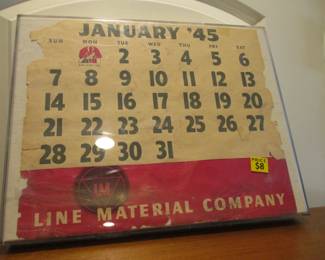 JANUARY '45
SUN MON TUE WED THU FRI SAT
2 3 4 5 6
7 8 9 10 11 12 13
14 15 16 17 18 19 20
21 22 23 24 25 26 27
28 29 30 31
LM
PRICE
$8
LINE MATERIAL COMPANY